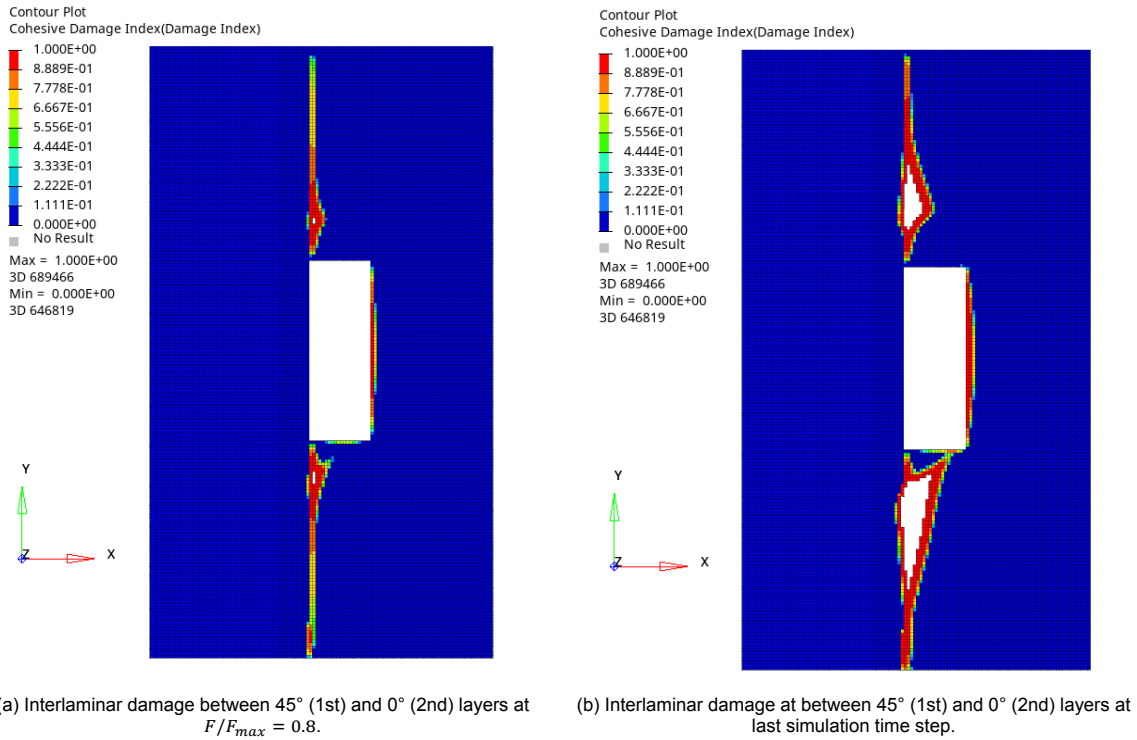 Contour Plot
Cohesive Damage Index(Damage Index)
1.000E+00
8.889E-01
7.778E-01
6.667E-01
5.556E-01
4.444E-01
3.333E-01
2.222E-01
1.111E-01
0.000E+00
No Result
Max = 1.000E+00
3D 689466
Min = 0.000E+00
3D 646819
Y
Z
X
(a) Interlaminar damage between 45° (1st) and 0° (2nd) layers at
F/Fmax = 0.8.
Contour Plot
Cohesive Damage Index(Damage Index)
1.000E+00
8.889E-01
7.778E-01
6.667E-01
5.556E-01
4.444E-01
3.333E-01
2.222E-01
1.111E-01
0.000E+00
No Result
Max = 1.000E+00
3D 689466
Min = 0.000E+00
3D 646819
Y
Z
X
(b) Interlaminar damage at between 45° (1st) and 0° (2nd) layers at
last simulation time step.